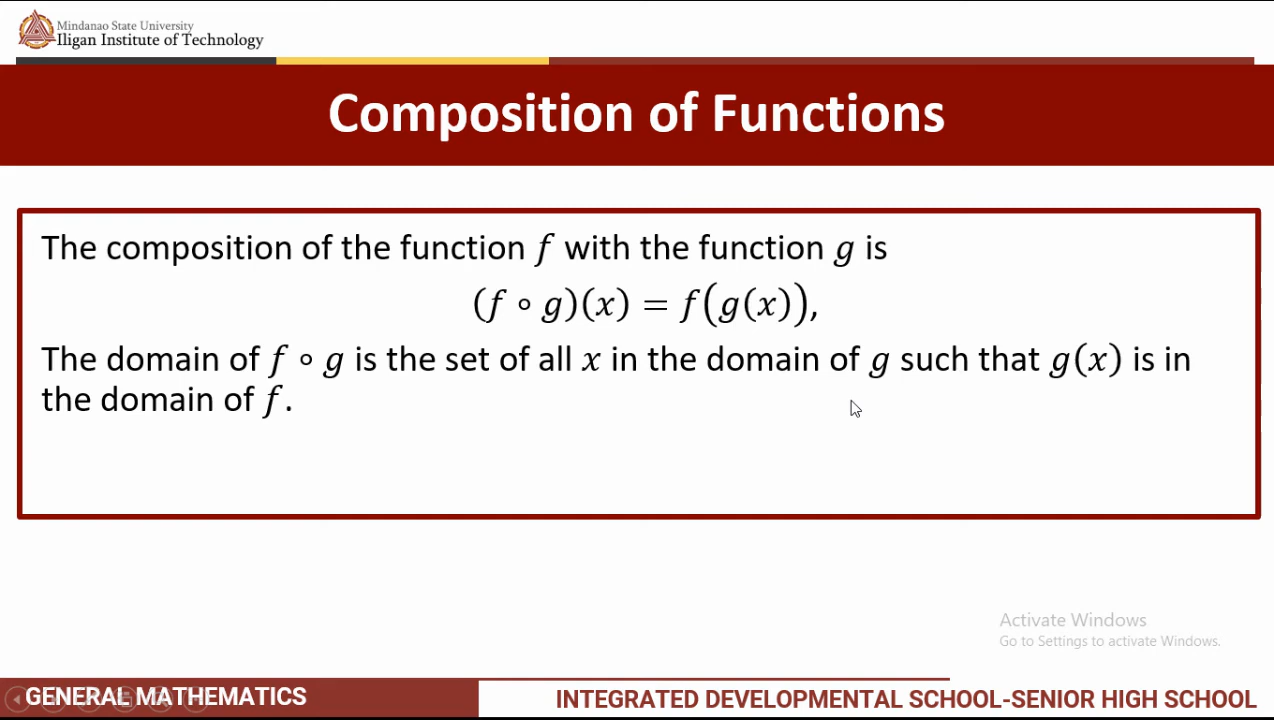 Mindanao State University
Iligan Institute of Technology
Composition of Functions
The composition of the function 𝑓 with the function 𝑔 is
(𝑓 ∘ 𝑔)(𝑥) = 𝑓(𝑔(𝑥)),
The domain of 𝑓 ∘ 𝑔 is the set of all 𝑥 in the domain of 𝑔 such that 𝑔(𝑥) is in
the domain of 𝑓.
Activate Windows
Go to Settings to activate Windows.
GENERAL MATHEMATICS
INTEGRATED DEVELOPMENTAL SCHOOL-SENIOR HIGH SCHOOL